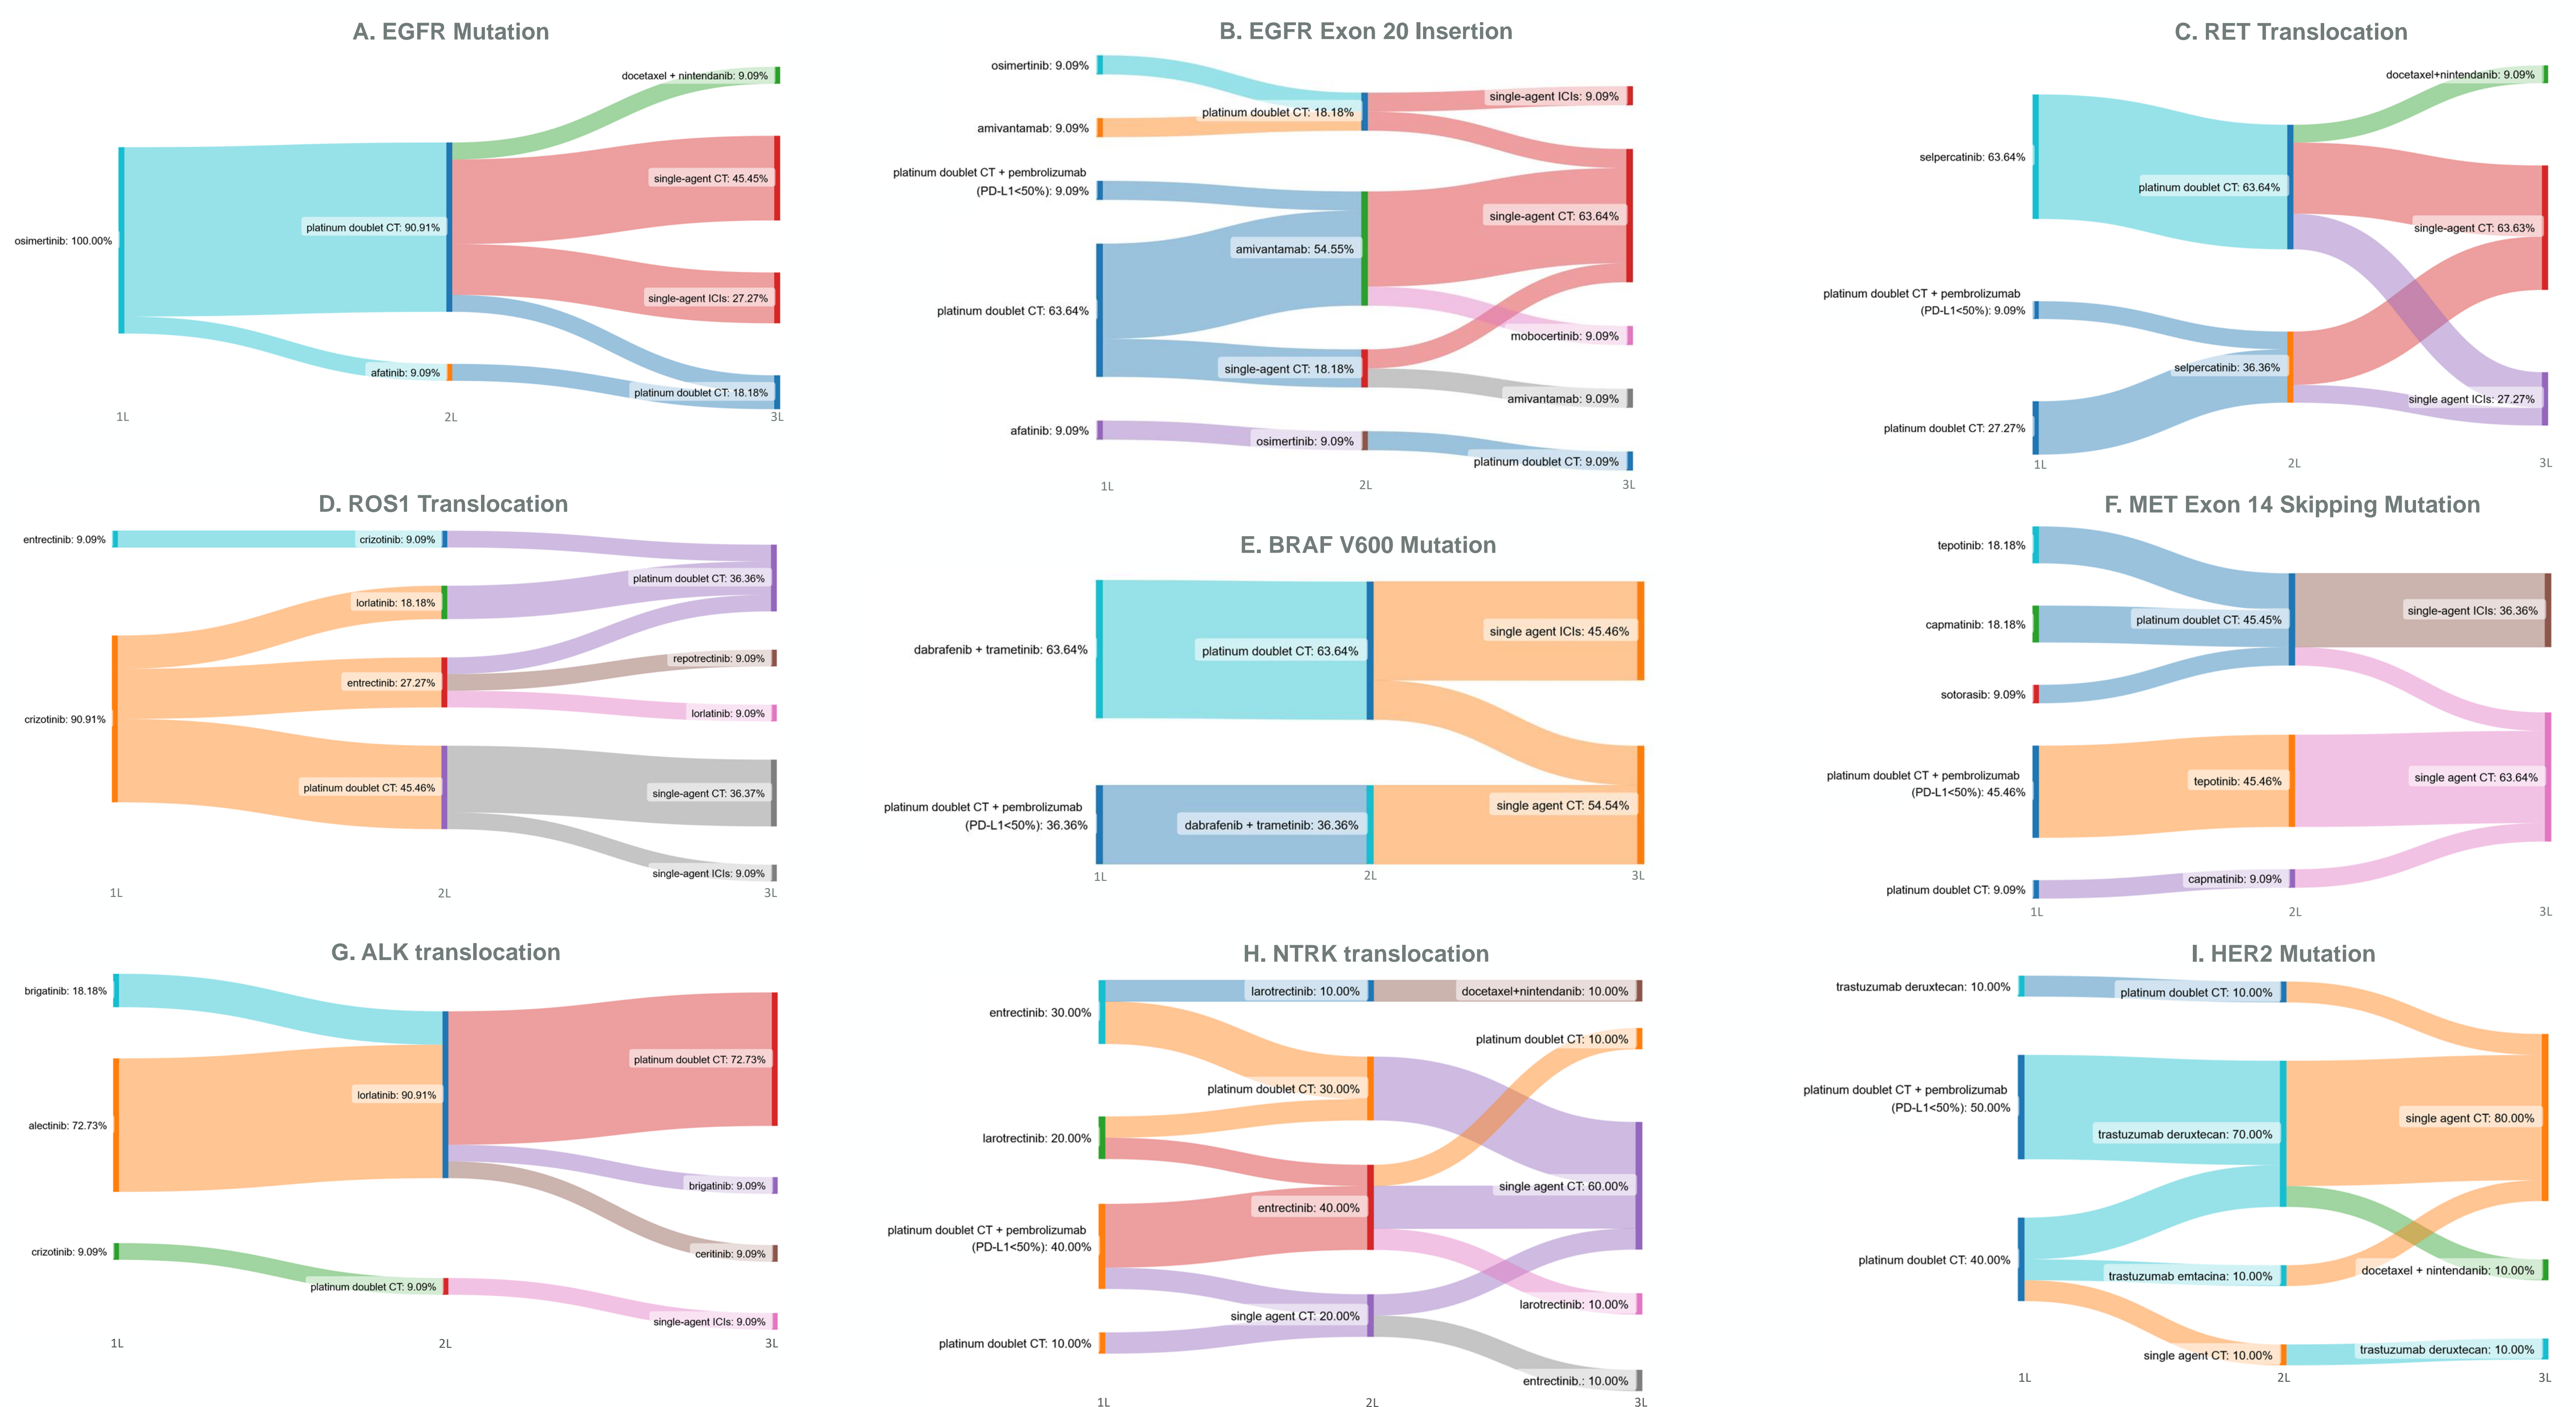 A. EGFR Mutation
docetaxel + nintendanib: 9.09%
single-agent CT: 45.45%
platinum doublet CT: 90.91%
osimertinib: 100.00%
single-agent ICIs: 27.27%
afatinib: 9.09%
platinum doublet CT: 18.18%
1L
2L
3L
B. EGFR Exon 20 Insertion
osimertinib: 9.09%
single-agent ICIs: 9.09%
platinum doublet CT: 18.18%
amivantamab: 9.09%
platinum doublet CT + pembrolizumab
(PD-L1<50%): 9.09%
single-agent CT: 63.64%
amivantamab: 54.55%
platinum doublet CT: 63.64%
mobocertinib: 9.09%
single-agent CT: 18.18%
amivantamab: 9.09%
afatinib: 9.09%
osimertinib: 9.09%
platinum doublet CT: 9.09%
1L
2L
3L
C. RET Translocation
docetaxel+nintendanib: 9.09%
selpercatinib: 63.64%
platinum doublet CT: 63.64%
single-agent CT: 63.63%
platinum doublet CT + pembrolizumab
(PD-L1<50%): 9.09%
selpercatinib: 36.36%
single agent ICIs: 27.27%
platinum doublet CT: 27.27%
1L
2L
3L
D. ROS1 Translocation
entrectinib: 9.09%
crizotinib: 9.09%
platinum doublet CT: 36.36%
lorlatinib: 18.18%
repotrectinib: 9.09%
entrectinib: 27.27%
lorlatinib: 9.09%
crizotinib: 90.91%
platinum doublet CT: 45.46%
single-agent CT: 36.37%
single-agent ICIs: 9.09%
1L
2L
3L
E. BRAF V600 Mutation
single agent ICIs: 45.46%
dabrafenib + trametinib: 63.64%
platinum doublet CT: 63.64%
platinum doublet CT + pembrolizumab
(PD-L1<50%): 36.36%
single agent CT: 54.54%
dabrafenib + trametinib: 36.36%
1L
2L
3L
F. MET Exon 14 Skipping Mutation
tepotinib: 18.18%
single-agent ICIs: 36.36%
capmatinib: 18.18%
platinum doublet CT: 45.45%
sotorasib: 9.09%
platinum doublet CT + pembrolizumab
(PD-L1<50%): 45.46%
tepotinib: 45.46%
single agent CT: 63.64%
capmatinib: 9.09%
platinum doublet CT: 9.09%
1L
2L
3L
G. ALK translocation
brigatinib: 18.18%
platinum doublet CT: 72.73%
lorlatinib: 90.91%
alectinib: 72.73%
brigatinib: 9.09%
crizotinib: 9.09%
ceritinib: 9.09%
platinum doublet CT: 9.09%
single-agent ICIs: 9.09%
1L
2L
3L
H. NTRK translocation
larotrectinib: 10.00%
docetaxel+nintendanib: 10.00%
entrectinib: 30.00%
platinum doublet CT: 10.00%
platinum doublet CT: 30.00%
larotrectinib: 20.00%
single agent CT: 60.00%
entrectinib: 40.00%
platinum doublet CT + pembrolizumab
(PD-L1<50%): 40.00%
larotrectinib: 10.00%
single agent CT: 20.00%
platinum doublet CT: 10.00%
entrectinib.: 10.00%
1L
2L
3L
I. HER2 Mutation
trastuzumab deruxtecan: 10.00%
platinum doublet CT: 10.00%
platinum doublet CT + pembrolizumab
(PD-L1<50%): 50.00%
single agent CT: 80.00%
trastuzumab deruxtecan: 70.00%
platinum doublet CT: 40.00%
trastuzumab emtacina: 10.00%
docetaxel + nintendanib: 10.00%
single agent CT: 10.00%
trastuzumab deruxtecan: 10.00%
1L
2L
3L